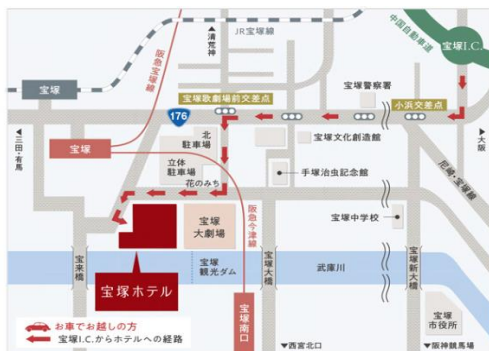 JR宝塚線
中国自動車道
宝塚I.C.
▲清荒神
阪急宝塚線
宝塚
宝塚歌劇場前交差点
宝塚警察署
小浜交差点
176
◀三田・有馬
宝塚
北
駐車場
立体
駐車場
花のみち
宝塚文化創造館
手塚治虫記念館
▶大阪
尼崎・宝塚線
宝塚
大劇場
阪急今津線
宝塚中学校
宝来橋
宝塚ホテル
宝塚
観光ダム
宝塚大橋
武庫川
宝塚新大橋
宝塚南口
宝塚
市役所
お車でお越しの方
宝塚I.C.からホテルへの経路
▼西宮北口
▼阪神競馬場